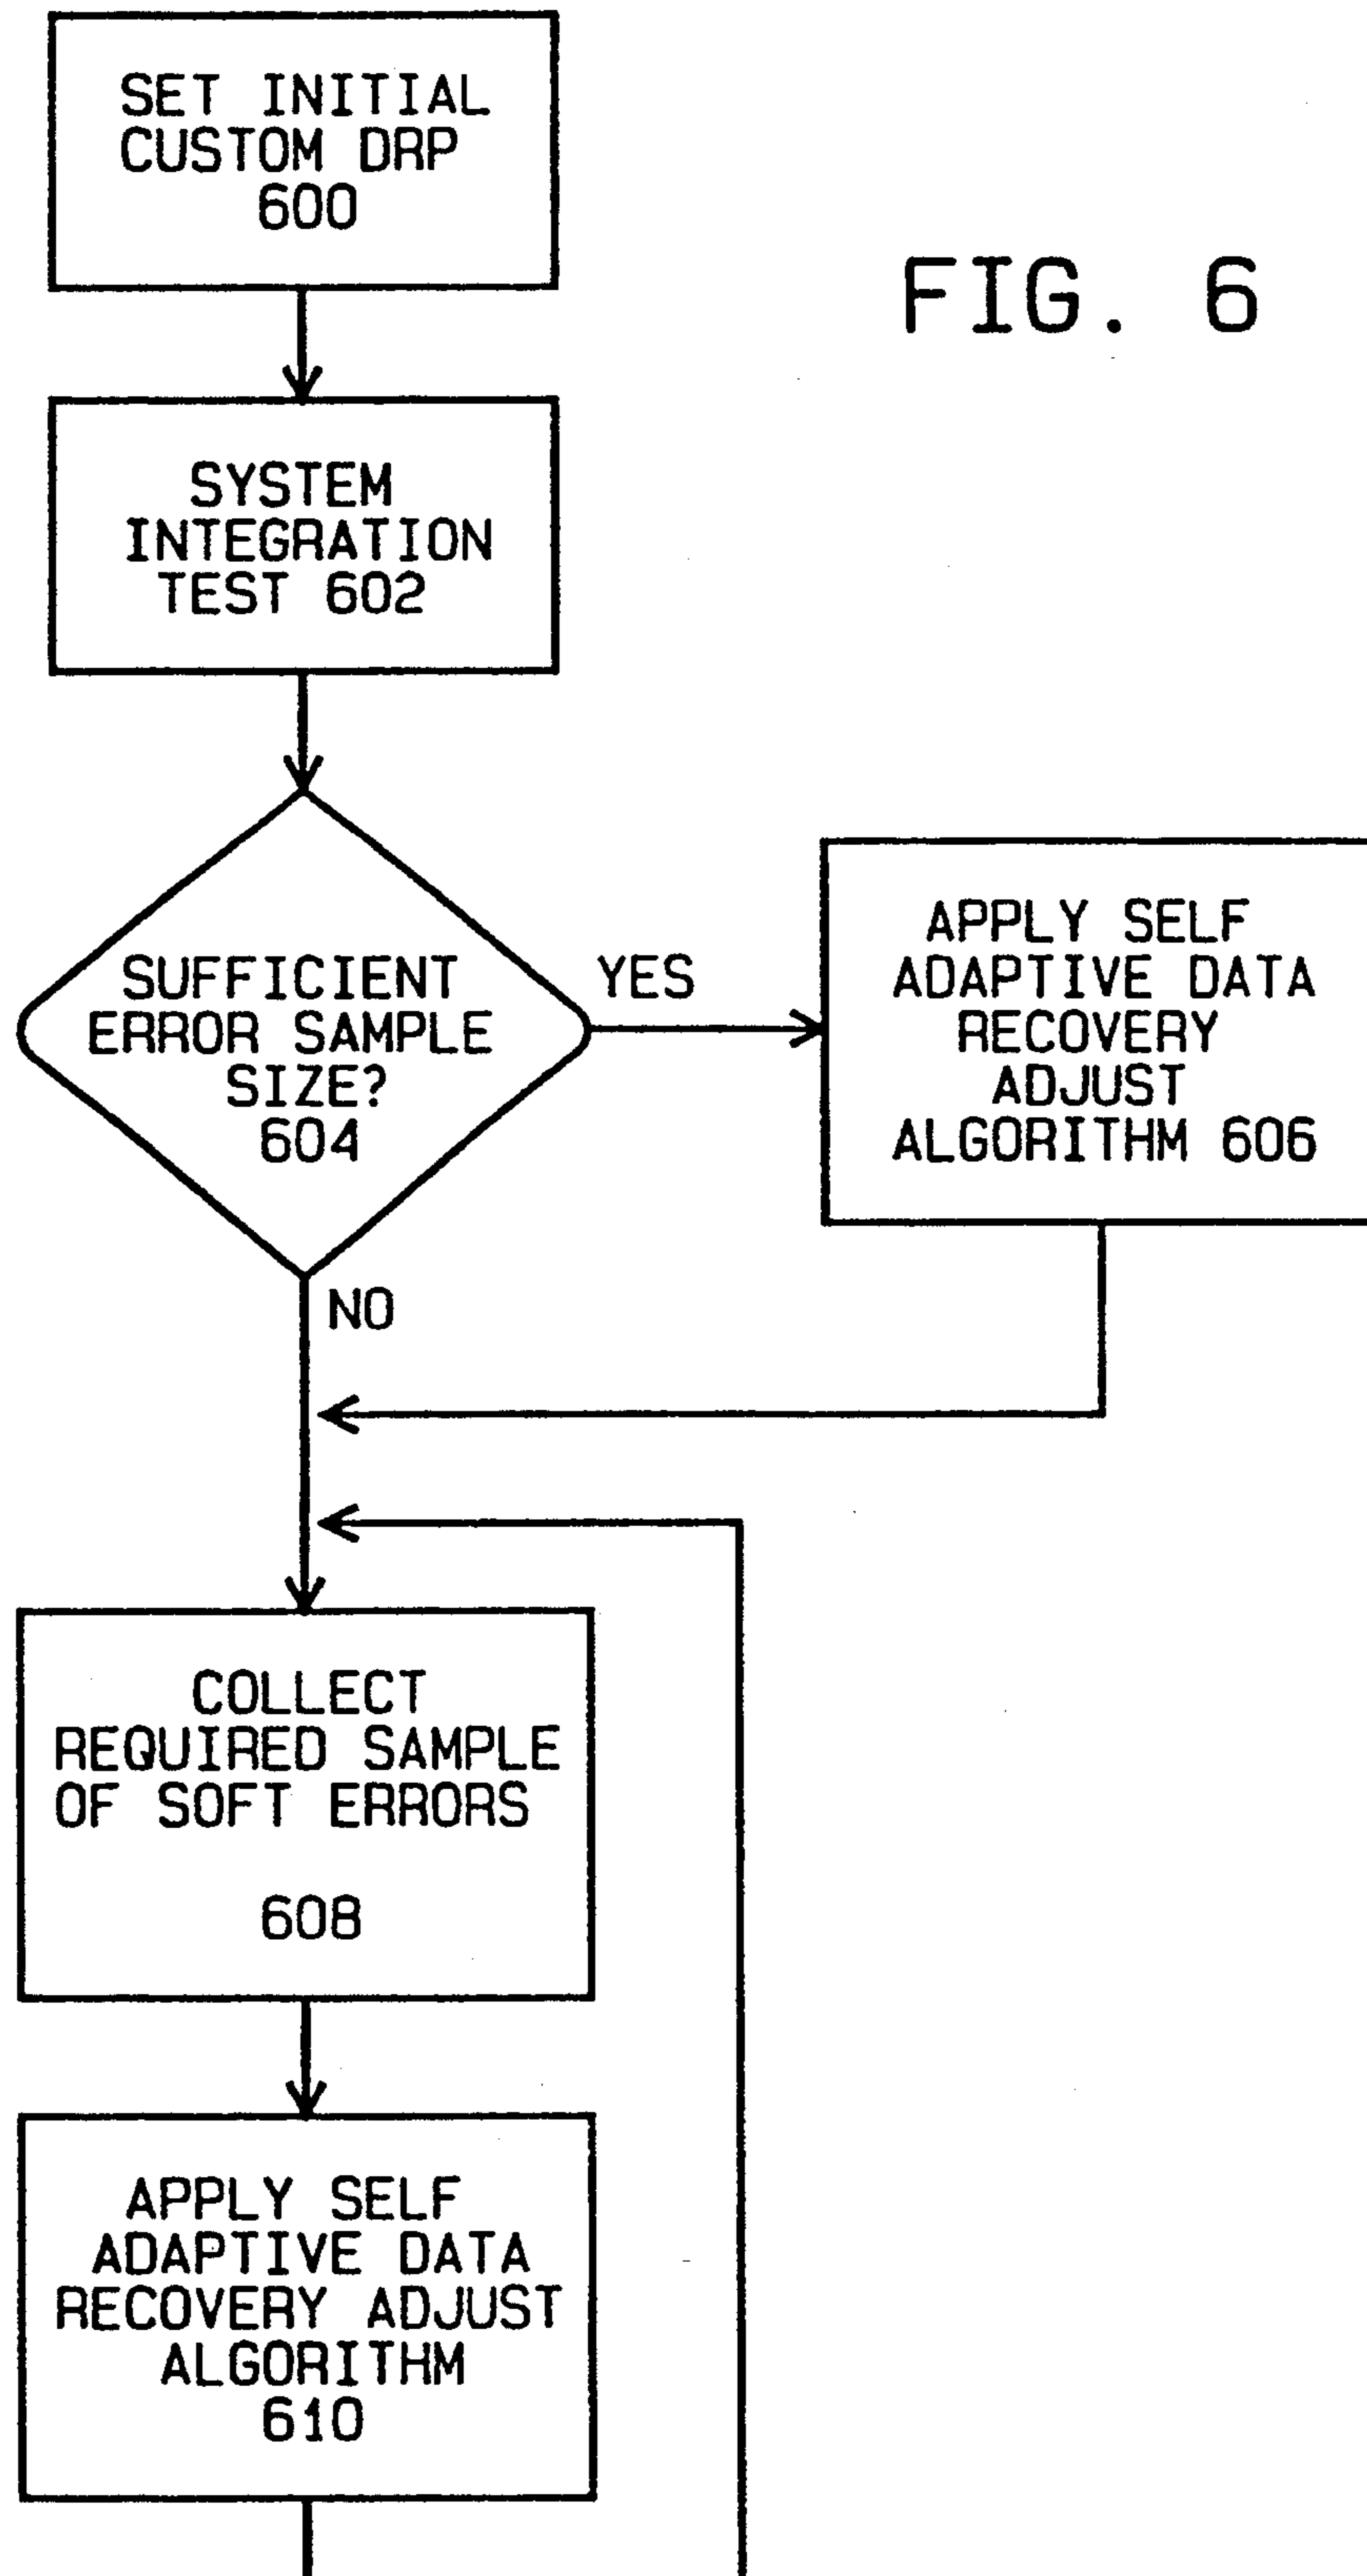 SET INITIAL
CUSTOM DRP
600
FIG. 6
SYSTEM
INTEGRATION
TEST 602
SUFFICIENT
ERROR SAMPLE
SIZE?
604
YES
APPLY SELF
ADAPTIVE DATA
RECOVERY
ADJUST
ALGORITHM 606
NO
COLLECT
REQUIRED SAMPLE
OF SOFT ERRORS
608
APPLY SELF
ADAPTIVE DATA
RECOVERY ADJUST
ALGORITHM
610